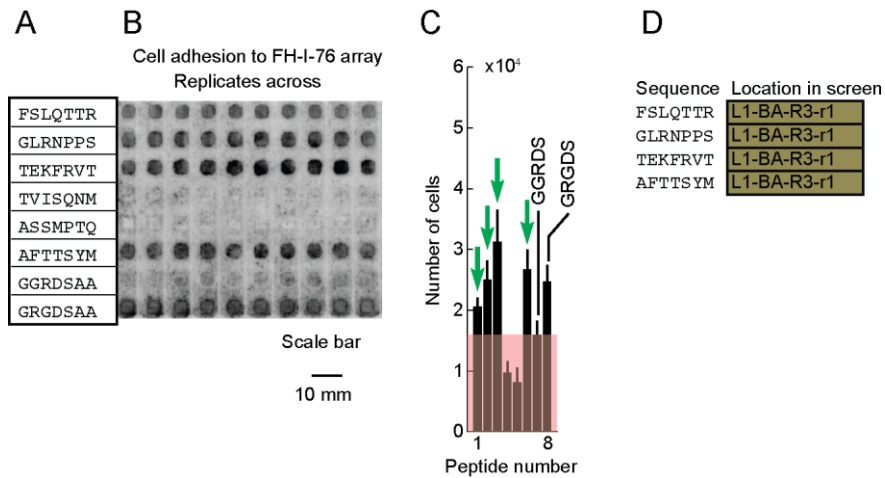 A
B
C
D
Cell adhesion to FH-I-76 array
Replicates across
FSLQTTR
GLRNPPS
TEKFRVT
TVISQNM
ASSMPTQ
AFTTSYM
GGRDSAA
GRGDSAA
Scale bar
10 mm
x10⁴
6
5
4
3
2
1
0
Number of cells
GGRDS
GRGDS
1 8
Peptide number
Sequence Location in screen
FSLQTTR L1-BA-R3-r1
GLRNPPS L1-BA-R3-r1
TEKFRVT L1-BA-R3-r1
AFTTSYM L1-BA-R3-r1